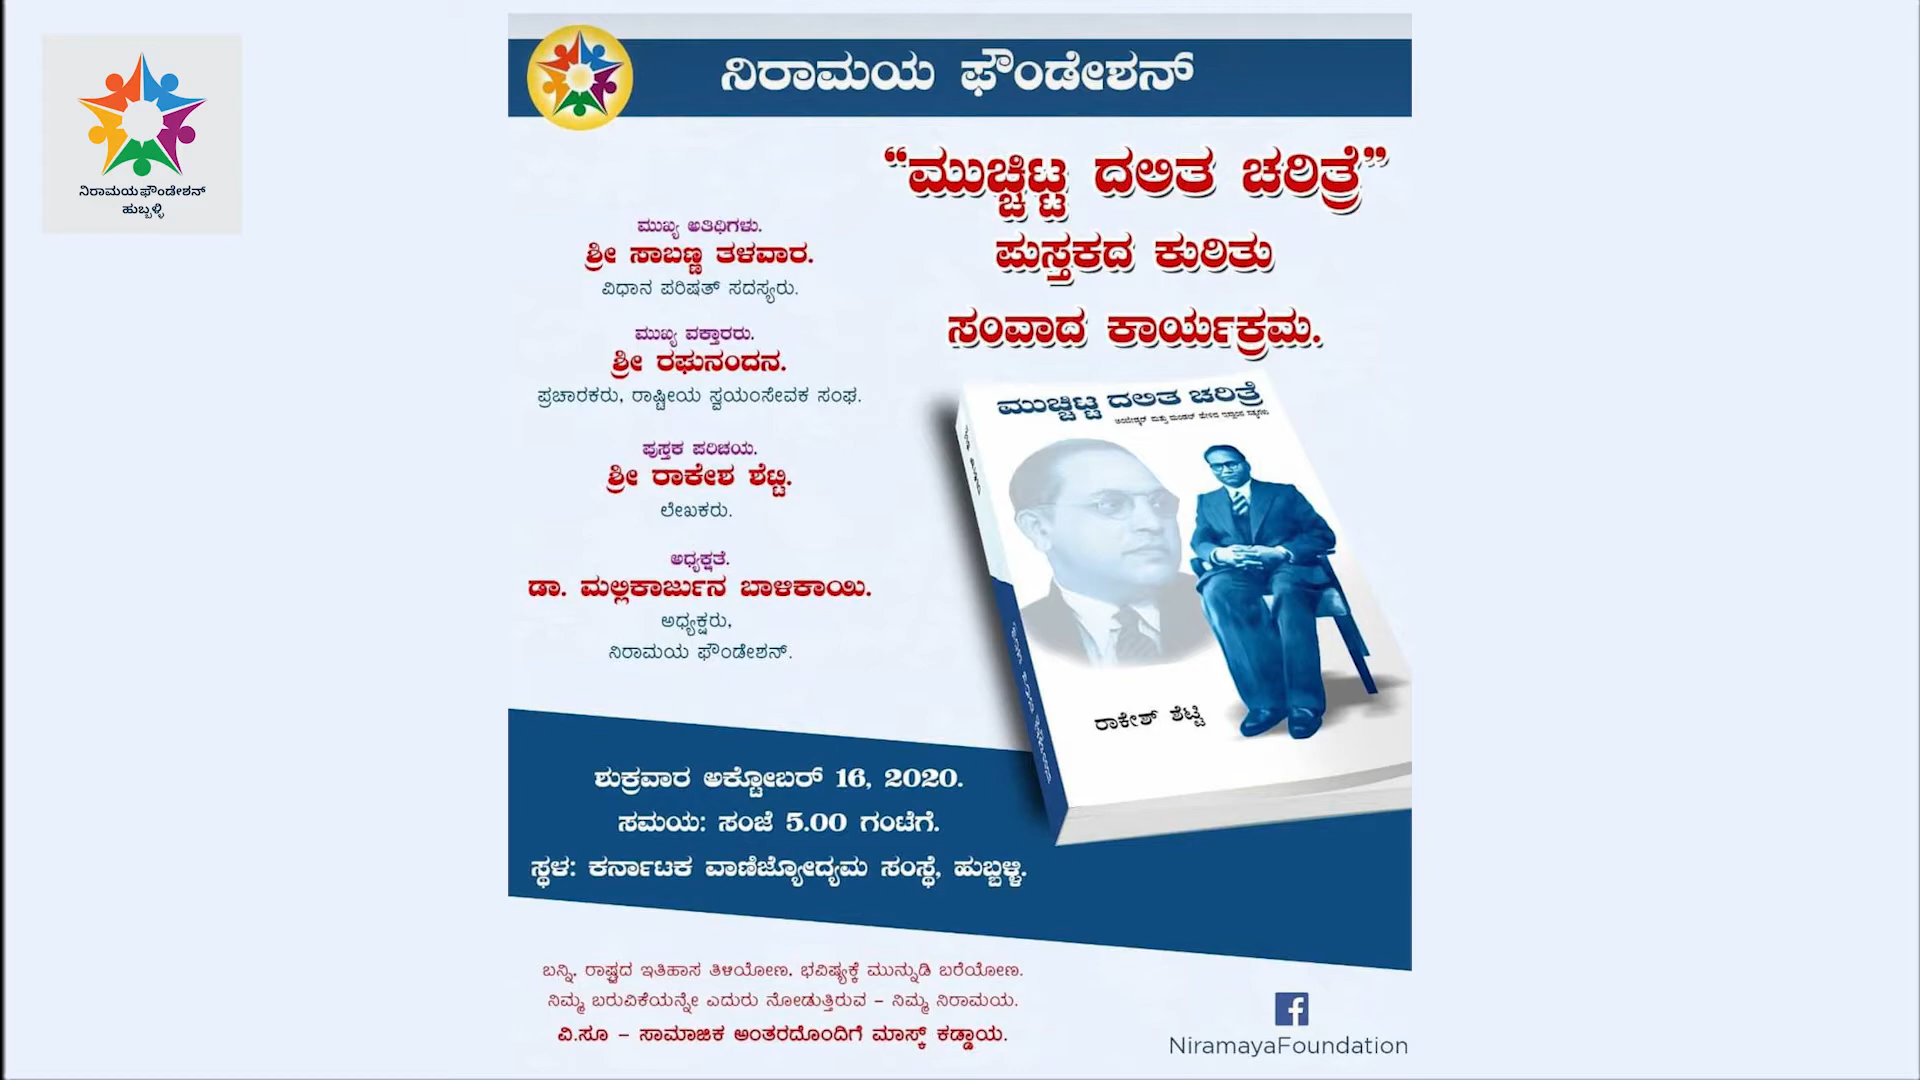 ನಿರಾಮಯ ಫೌಂಡೇಶನ್
ಹುಬ್ಬಳ್ಳಿ
ನಿರಾಮಯ ಫೌಂಡೇಶನ್
“ಮುಚ್ಚಿಟ್ಟ ದಲಿತ ಚರಿತ್ರೆ”
ಪುಸ್ತಕದ ಕುರಿತು
ಸಂವಾದ ಕಾರ್ಯಕ್ರಮ.
ಮುಖ್ಯ ಅತಿಥಿಗಳು.
ಶ್ರೀ ಸಾಬಣ್ಣ ತಳವಾರ.
ವಿಧಾನ ಪರಿಷತ್ ಸದಸ್ಯರು.
ಮುಖ್ಯ ವಕ್ತಾರರು.
ಶ್ರೀ ರಘುನಂದನ.
ಪ್ರಚಾರಕರು, ರಾಷ್ಟ್ರೀಯ ಸ್ವಯಂಸೇವಕ ಸಂಘ.
ಪುಸ್ತಕ ಪರಿಚಯ.
ಶ್ರೀ ರಾಕೇಶ ಶೆಟ್ಟಿ.
ಲೇಖಕರು.
ಅಧ್ಯಕ್ಷತೆ.
ಡಾ. ಮಲ್ಲಿಕಾರ್ಜುನ ಬಾಳಿಕಾಯಿ.
ಅಧ್ಯಕ್ಷರು,
ನಿರಾಮಯ ಫೌಂಡೇಶನ್.
ಮುಚ್ಚಿಟ್ಟ ದಲಿತ ಚರಿತ್ರೆ
ರಾಕೇಶ್ ಶೆಟ್ಟಿ
ಶುಕ್ರವಾರ ಅಕ್ಟೋಬರ್ 16, 2020.
ಸಮಯ: ಸಂಜೆ 5.00 ಗಂಟೆಗೆ.
ಸ್ಥಳ: ಕರ್ನಾಟಕ ವಾಣಿಜ್ಯೋದ್ಯಮ ಸಂಸ್ಥೆ, ಹುಬ್ಬಳ್ಳಿ.
ಬನ್ನಿ, ರಾಷ್ಟ್ರದ ಇತಿಹಾಸ ತಿಳಿಯೋಣ. ಭವಿಷ್ಯಕ್ಕೆ ಮುನ್ನುಡಿ ಬರೆಯೋಣ.
ನಿಮ್ಮ ಬರುವಿಕೆಯನ್ನೇ ಎದುರು ನೋಡುತ್ತಿರುವ – ನಿಮ್ಮ ನಿರಾಮಯ.
ವಿ.ಸೂ – ಸಾಮಾಜಿಕ ಅಂತರದೊಂದಿಗೆ ಮಾಸ್ಕ್ ಕಡ್ಡಾಯ.
NiramayaFoundation